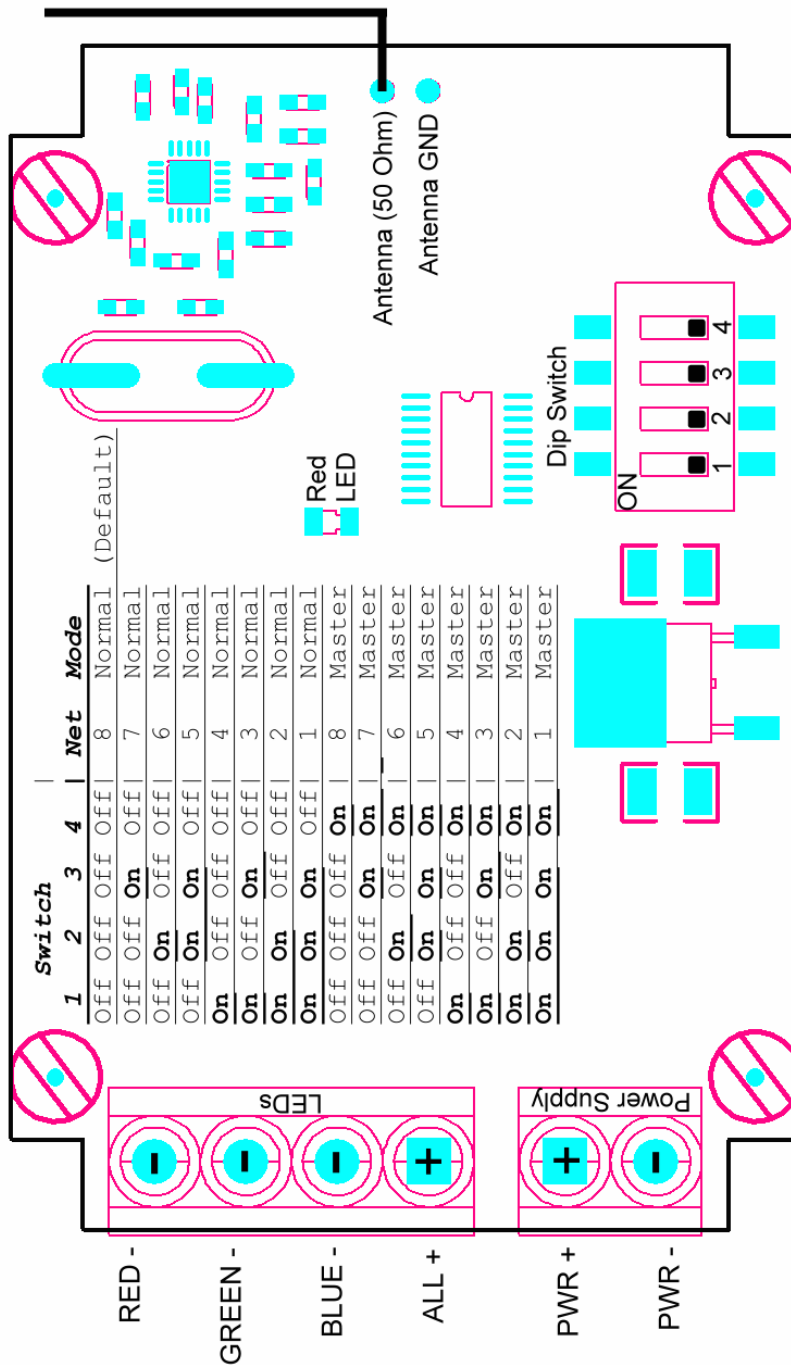 Switch
1 2 3 4 | Net Mode
Off Off Off Off | 8 Normal (Default)
Off Off On Off | 7 Normal
Off On Off Off | 6 Normal
Off On On Off | 5 Normal
On Off Off Off | 4 Normal
On Off On Off | 3 Normal
On On Off Off | 2 Normal
On On On Off | 1 Normal
Off Off Off On | 8 Master
Off Off On On | 7 Master
Off On Off On | 6 Master
Off On On On | 5 Master
On Off Off On | 4 Master
On Off On On | 3 Master
On On Off On | 2 Master
On On On On | 1 Master
Red
LED
Antenna (50 Ohm)
Antenna GND
Dip Switch
ON
1 2 3 4
LEDs
Power Supply
-
-
-
+
+
-
RED -
GREEN -
BLUE -
ALL +
PWR +
PWR -